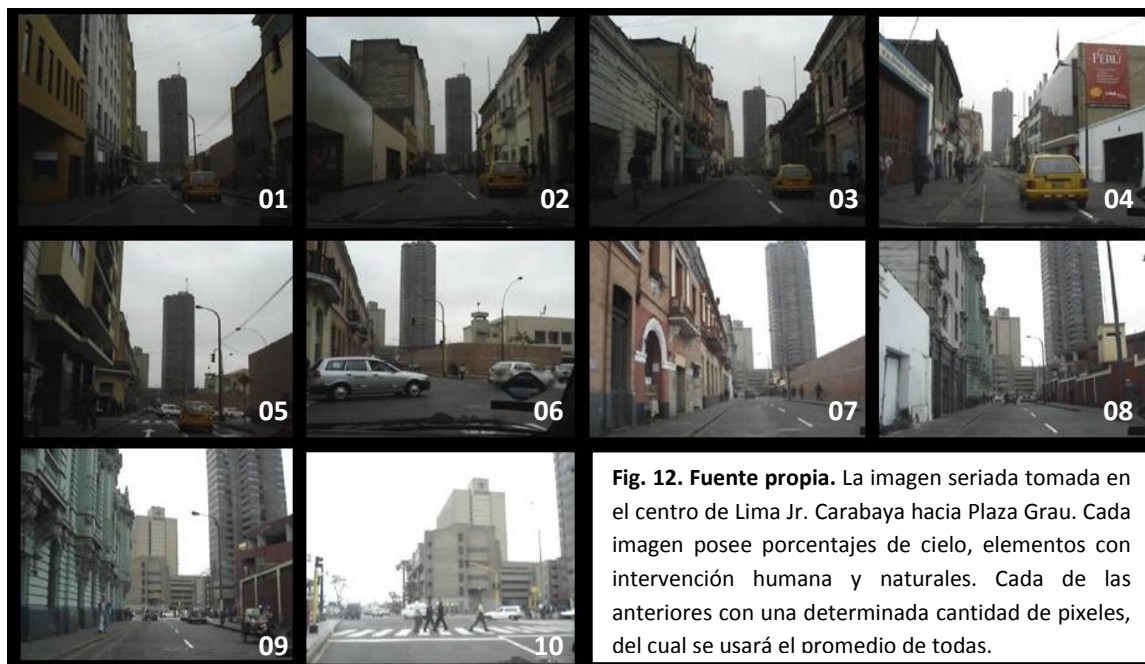 01
02
03
PERÚ
04
05
06
07
08
09
10
Fig. 12. Fuente propia. La imagen seriada tomada en
el centro de Lima Jr. Carabaya hacia Plaza Grau. Cada
imagen posee porcentajes de cielo, elementos con
intervención humana y naturales. Cada de las
anteriores con una determinada cantidad de pixeles,
del cual se usará el promedio de todas.